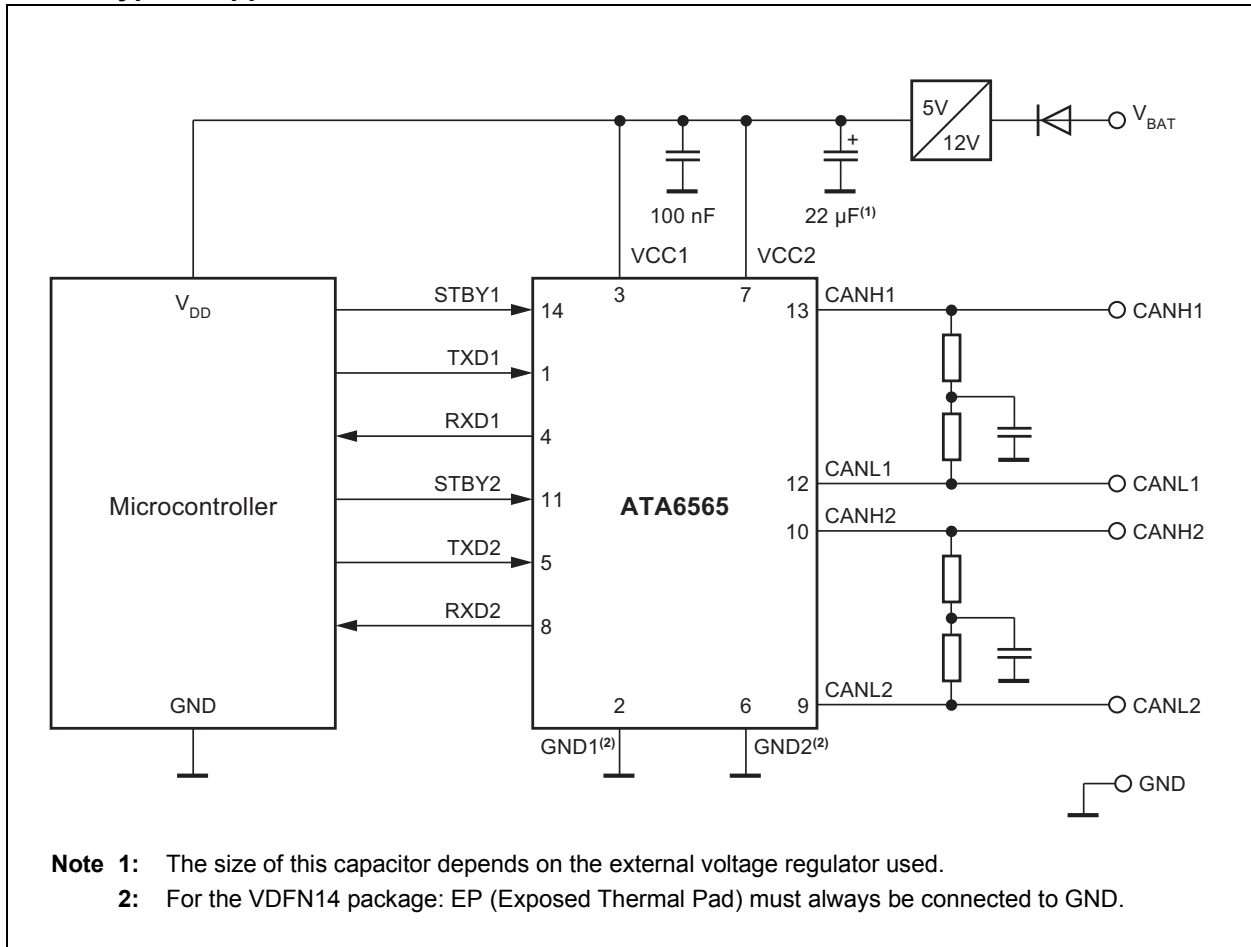 5V
12V
V_BAT
100 nF
22 µF(1)
VCC1
VCC2
V_DD
STBY1
14
3
7
13
CANH1
CANH1
TXD1
1
RXD1
4
Microcontroller
STBY2
11
ATA6565
12
CANL1
CANL1
10
CANH2
CANH2
TXD2
5
RXD2
8
GND
2
6
9
CANL2
CANL2
GND1(2)
GND2(2)
GND
Note 1: The size of this capacitor depends on the external voltage regulator used.
2: For the VDFN14 package: EP (Exposed Thermal Pad) must always be connected to GND.